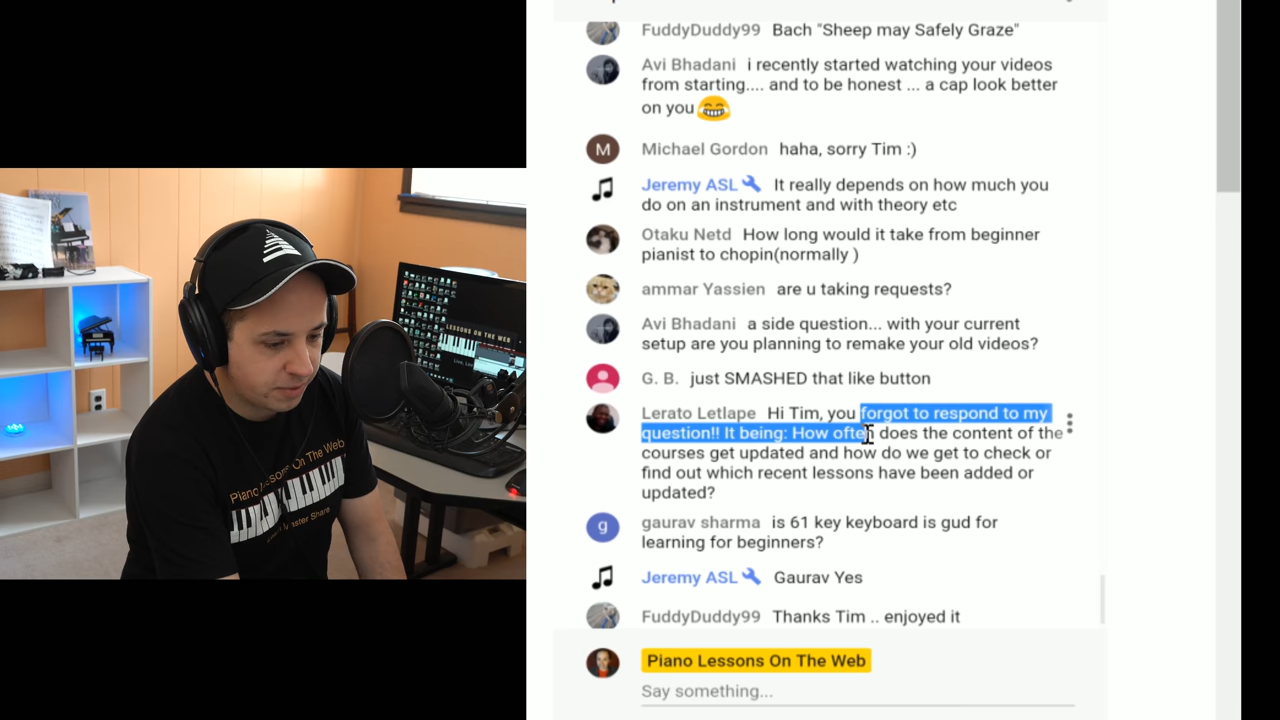 FuddyDuddy99 Bach "Sheep may Safely Graze"
Avi Bhadani i recently started watching your videos
from starting.... and to be honest ... a cap look better
on you😂
M Michael Gordon haha, sorry Tim :)
Jeremy ASL It really depends on how much you
do on an instrument and with theory etc
Otaku Netd How long would it take from beginner
pianist to chopin(normally )
ammar Yassien are u taking requests?
Avi Bhadani a side question... with your current
setup are you planning to remake your old videos?
G. B. just SMASHED that like button
Lerato Letlape Hi Tim, you forgot to respond to my
question!! It being: How often does the content of the
courses get updated and how do we get to check or
find out which recent lessons have been added or
updated?
g gaurav sharma is 61 key keyboard is gud for
learning for beginners?
Jeremy ASL Gaurav Yes
FuddyDuddy99 Thanks Tim .. enjoyed it
Piano Lessons On The Web
Say something...
LESSONS ON THE WEB
Piano Lessons On The Web